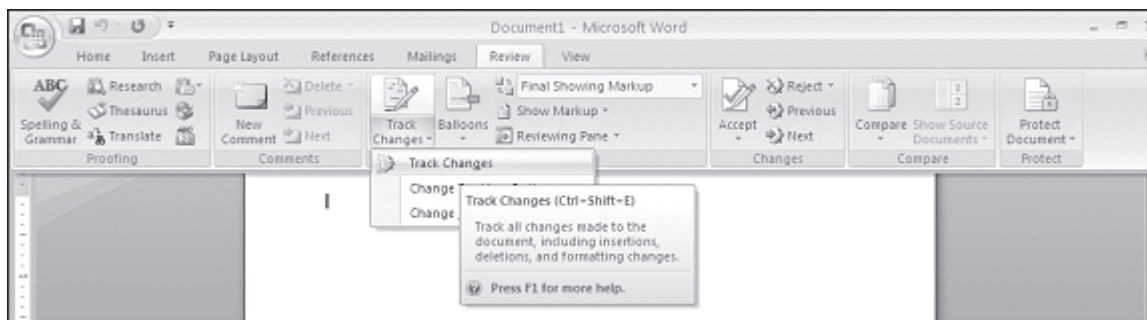 Document1 - Microsoft Word
Home Insert Page Layout References Mailings Review View
ABC
Spelling & Grammar
Research
Thesaurus
Translate
Proofing
New Comment
Delete
Previous
Next
Comments
Track Changes
Balloons
Final Showing Markup
Show Markup
Reviewing Pane
Accept
Reject
Previous
Next
Changes
Compare
Show Source Documents
Compare
Protect Document
Protect
Track Changes
Change
Change
Track Changes (Ctrl+Shift+E)
Track all changes made to the
document, including insertions,
deletions, and formatting changes.
Press F1 for more help.